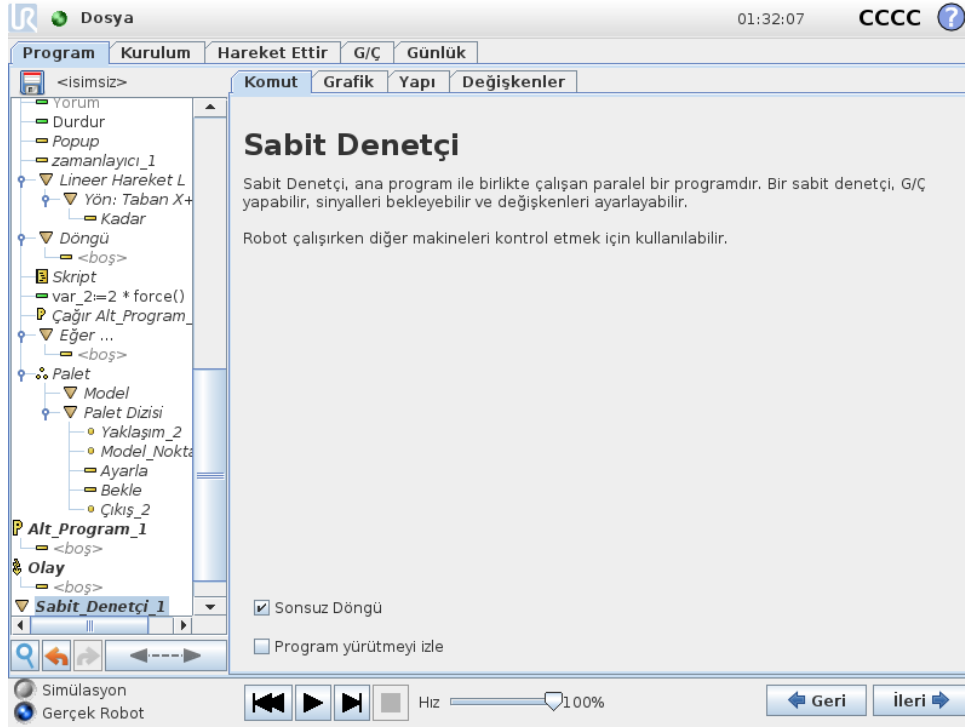 Dosya
01:32:07
CCCC
?
Program Kurulum Hareket Ettir G/Ç Günlük
<isimsiz>
Komut Grafik Yapı Değişkenler
Yorum
Durdur
Popup
zamanlayıcı_1
Lineer Hareket L
Yön: Taban X+
Kadar
Döngü
<boş>
Skript
var_2:=2 * force()
Çağır Alt_Program_
Eğer ...
<boş>
Palet
Model
Palet Dizisi
Yaklaşım_2
Model_Nokta
Ayarla
Bekle
Çıkış_2
Alt_Program_1
<boş>
Olay
<boş>
Sabit_Denetçi_1
Sabit Denetçi
Sabit Denetçi, ana program ile birlikte çalışan paralel bir programdır. Bir sabit denetçi, G/Ç
yapabilir, sinyalleri bekleyebilir ve değişkenleri ayarlayabilir.
Robot çalışırken diğer makineleri kontrol etmek için kullanılabilir.
Sonsuz Döngü
Program yürütmeyi izle
Simülasyon
Gerçek Robot
Hız 100%
Geri İleri